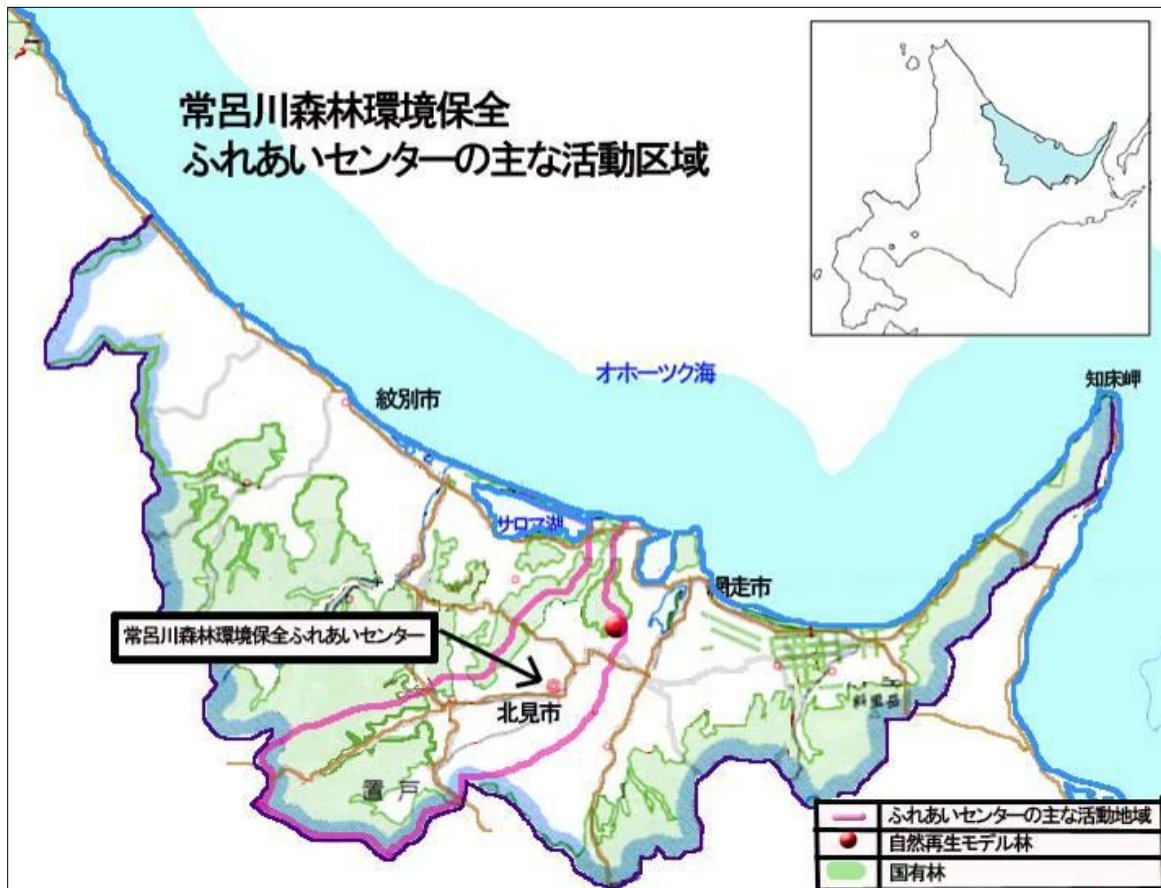 常呂川森林環境保全
ふれあいセンターの主な活動区域
オホーツク海
知床岬
紋別市
サロマ湖
網走市
常呂川森林環境保全ふれあいセンター
北見市
斜里岳
置戸
ふれあいセンターの主な活動地域
自然再生モデル林
国有林